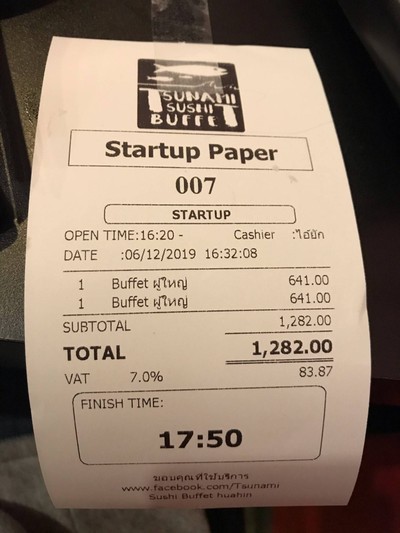 TSUNAMI
SUSHI
BUFFET
Startup Paper
007
STARTUP
OPEN TIME:16:20 - Cashier :ไอ้บัก
DATE :06/12/2019 16:32:08
1 Buffet ผู้ใหญ่ 641.00
1 Buffet ผู้ใหญ่ 641.00
SUBTOTAL 1,282.00
TOTAL 1,282.00
VAT 7.0% 83.87
FINISH TIME:
17:50
ขอบคุณที่ใช้บริการ
www.facebook.com/Tsunami
Sushi Buffet huahin